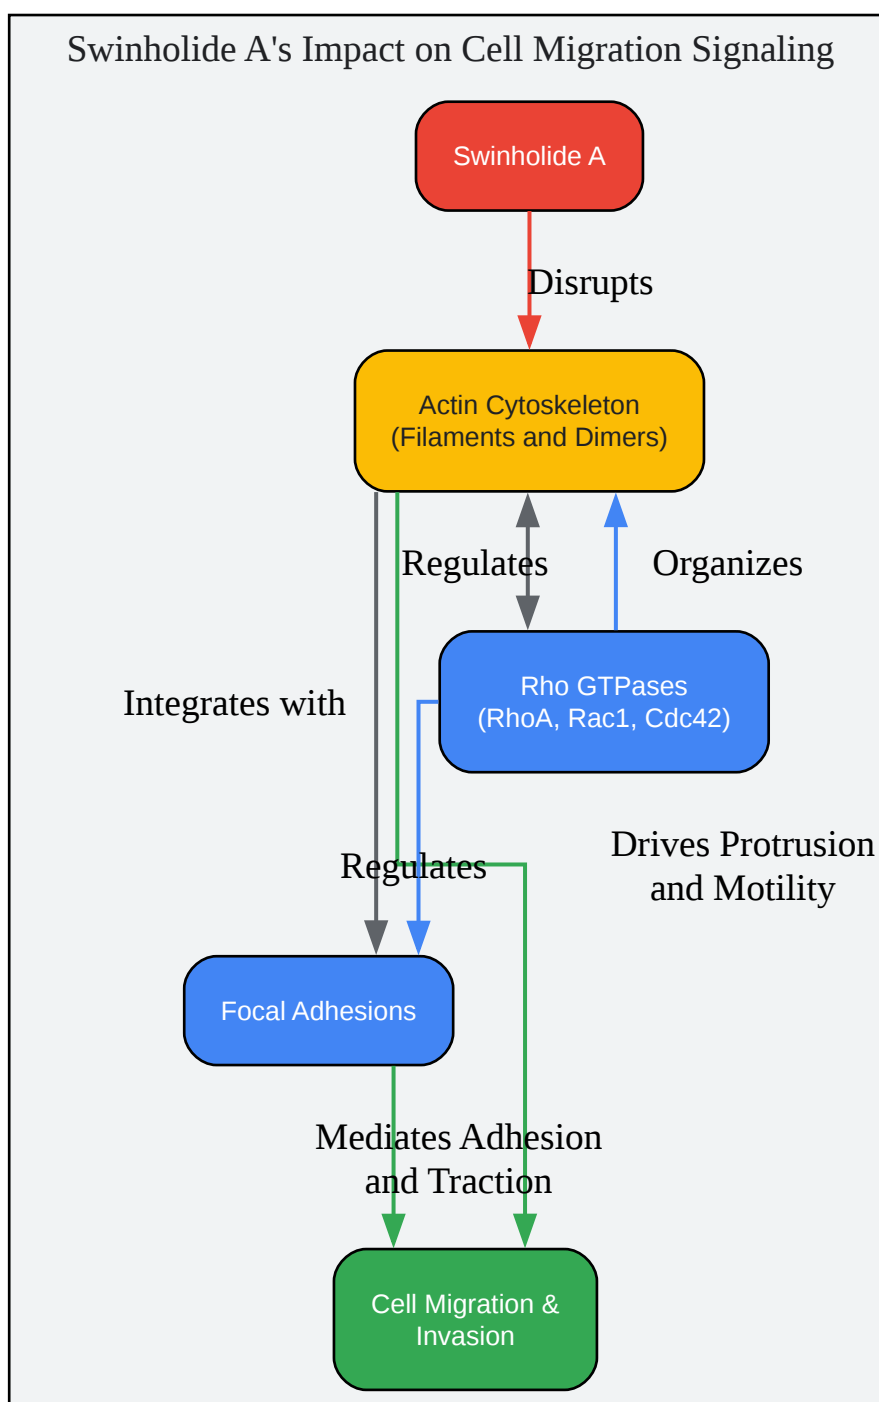 Swinholide A's Impact on Cell Migration Signaling
Swinholide A
Disrupts
Actin Cytoskeleton
(Filaments and Dimers)
Regulates
Organizes
Rho GTPases
(RhoA, Rac1, Cdc42)
Integrates with
Drives Protrusion
and Motility
Regulates
Focal Adhesions
Mediates Adhesion
and Traction
Cell Migration &
Invasion